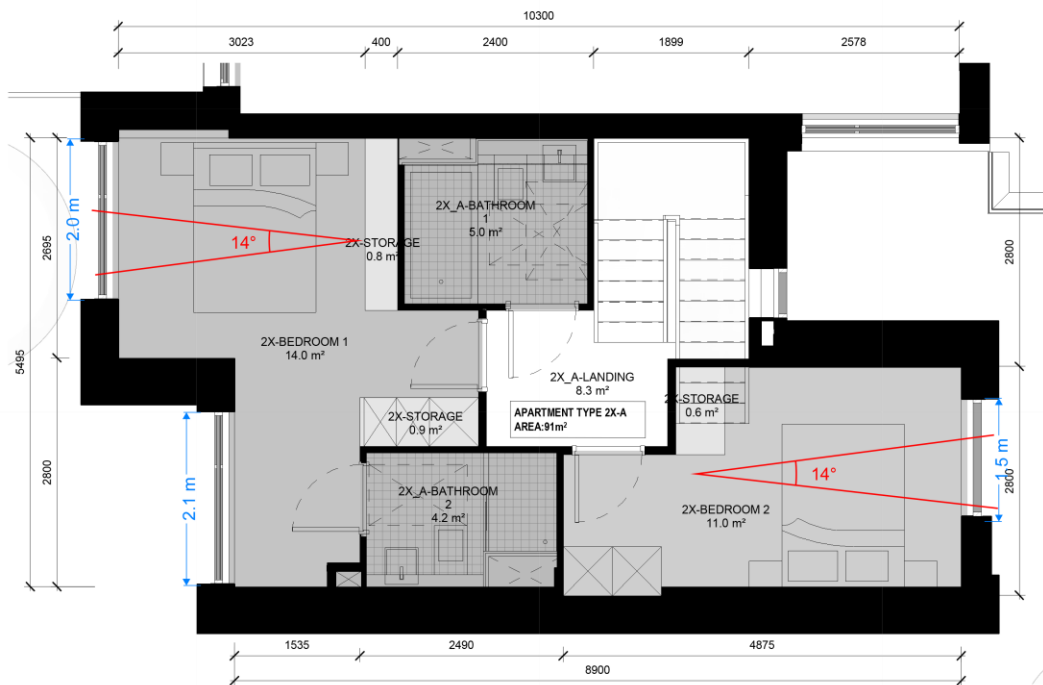 10300
3023
400
2400
1899
2578
2.0 m
2695
5495
2800
2.1 m
14°
2X-STORAGE
0.8 m²
2X_A-BATHROOM
1
5.0 m²
2X-BEDROOM 1
14.0 m²
2X_A-LANDING
8.3 m²
APARTMENT TYPE 2X-A
AREA:91m²
2X-STORAGE
0.9 m²
2X-STORAGE
0.6 m²
2X_A-BATHROOM
2
4.2 m²
2X-BEDROOM 2
11.0 m²
14°
1.5 m
2800
2800
1535
2490
4875
8900